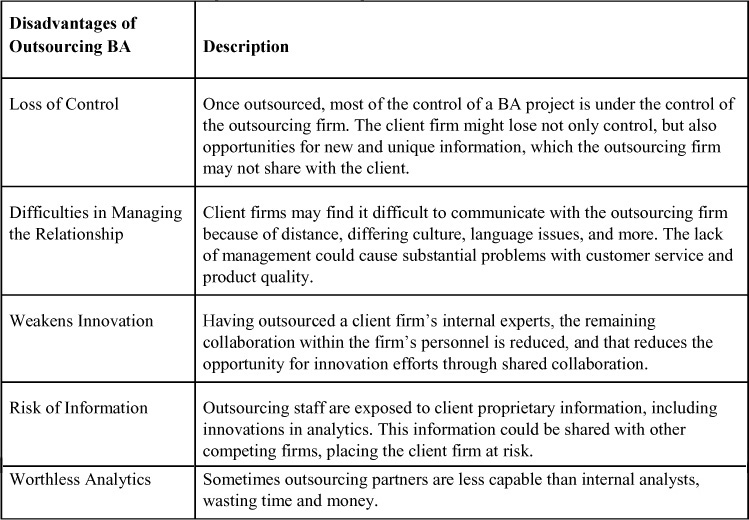 Disadvantages of
Outsourcing BA
Description
Loss of Control
Once outsourced, most of the control of a BA project is under the control of
the outsourcing firm. The client firm might lose not only control, but also
opportunities for new and unique information, which the outsourcing firm
may not share with the client.
Difficulties in Managing
the Relationship
Client firms may find it difficult to communicate with the outsourcing firm
because of distance, differing culture, language issues, and more. The lack
of management could cause substantial problems with customer service and
product quality.
Weakens Innovation
Having outsourced a client firm's internal experts, the remaining
collaboration within the firm's personnel is reduced, and that reduces the
opportunity for innovation efforts through shared collaboration.
Risk of Information
Outsourcing staff are exposed to client proprietary information, including
innovations in analytics. This information could be shared with other
competing firms, placing the client firm at risk.
Worthless Analytics
Sometimes outsourcing partners are less capable than internal analysts,
wasting time and money.